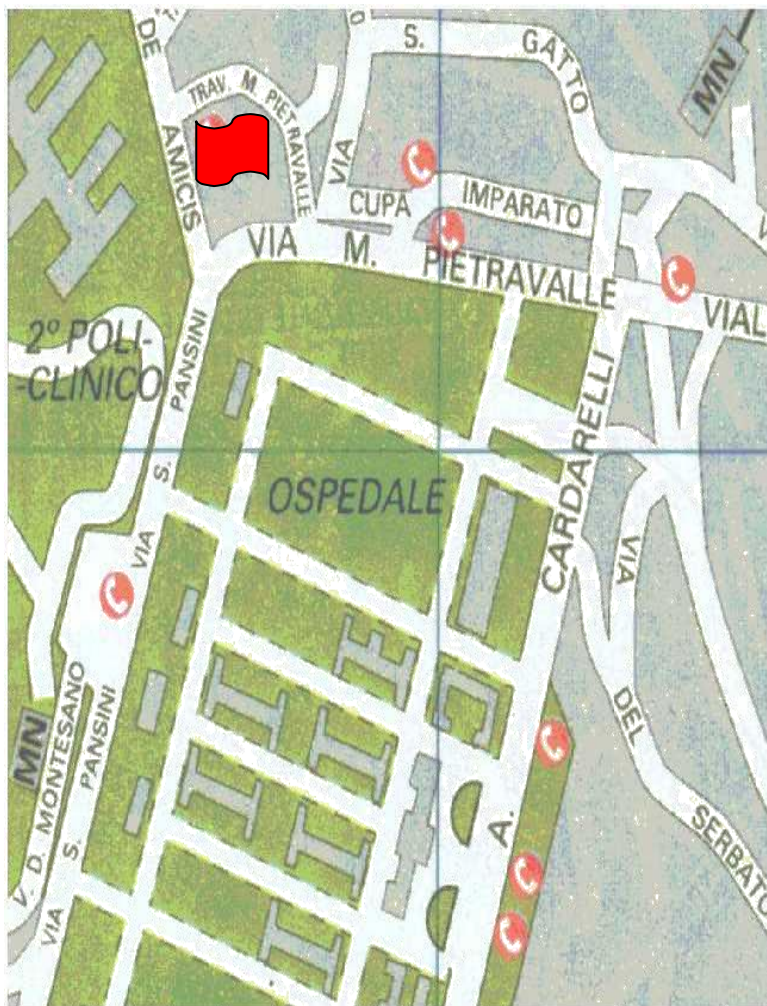 DE AMICIS
S. GATTO
MN
TRAV. M. PIETRAVALLE
VIA
CUPA IMPARATO
VIA M. PIETRAVALLE
VIAL
2° POLI-
-CLINICO
VIA S. PANSINI
OSPEDALE
A. CARDARELLI
VIA DEL SERBATO
MN
V. D. MONTESANO
VIA S. PANSINI